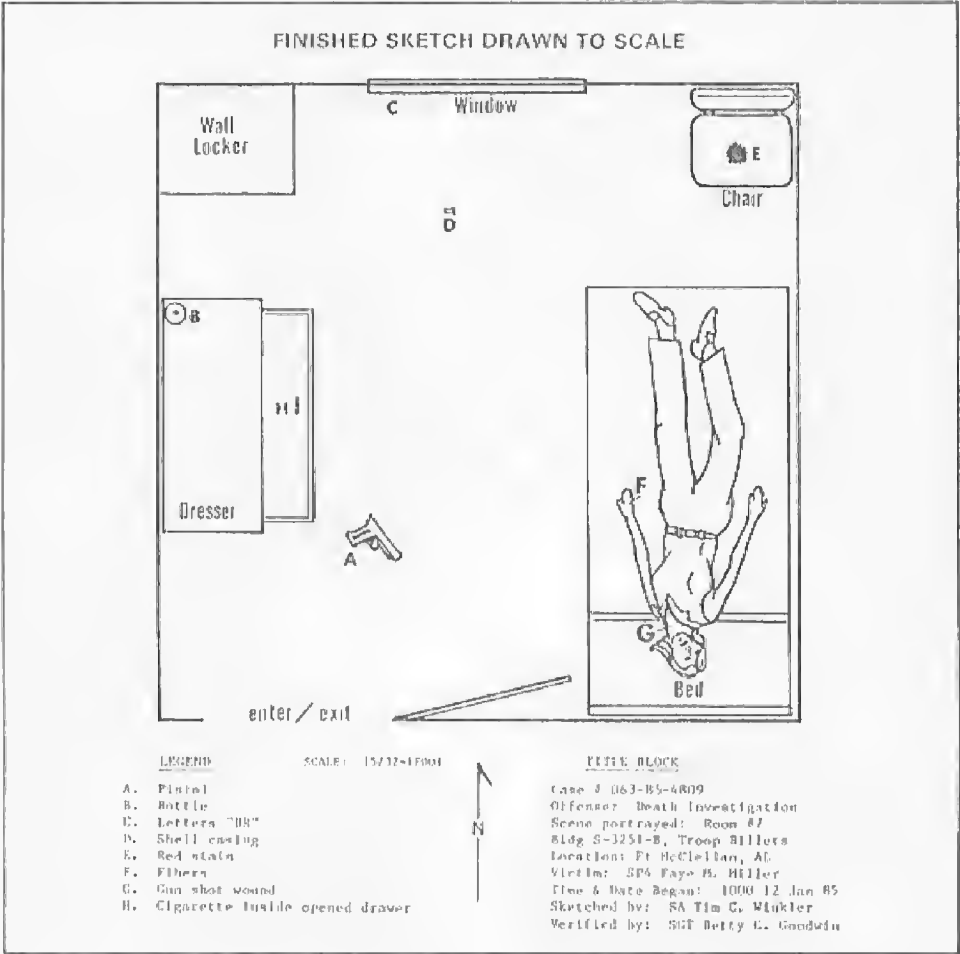 FINISHED SKETCH DRAWN TO SCALE
C
Window
Wall
Locker
E
Chair
D
B
H
F
Dresser
A
G
Bed
enter / exit
LEGEND
SCALE:
A. Pistol
B. Bottle
C. Letters
D. Shell casing
E. Red stain
F. Fibers
G. Gun shot wound
H. Cigarette inside opened drawer
N
TITLE BLOCK
Case # 063-85-4809
Offense: Death Investigation
Scene portrayed: Room #2
Bldg S-3251-B, Troop Billets
Location: Ft McClellan, AL
Victim: SP4 Faye M. Miller
Time & Date Began: 1000 12 Jan 85
Sketched by: SA Tim C. Winkler
Verified by: SGT Betty Goodwin